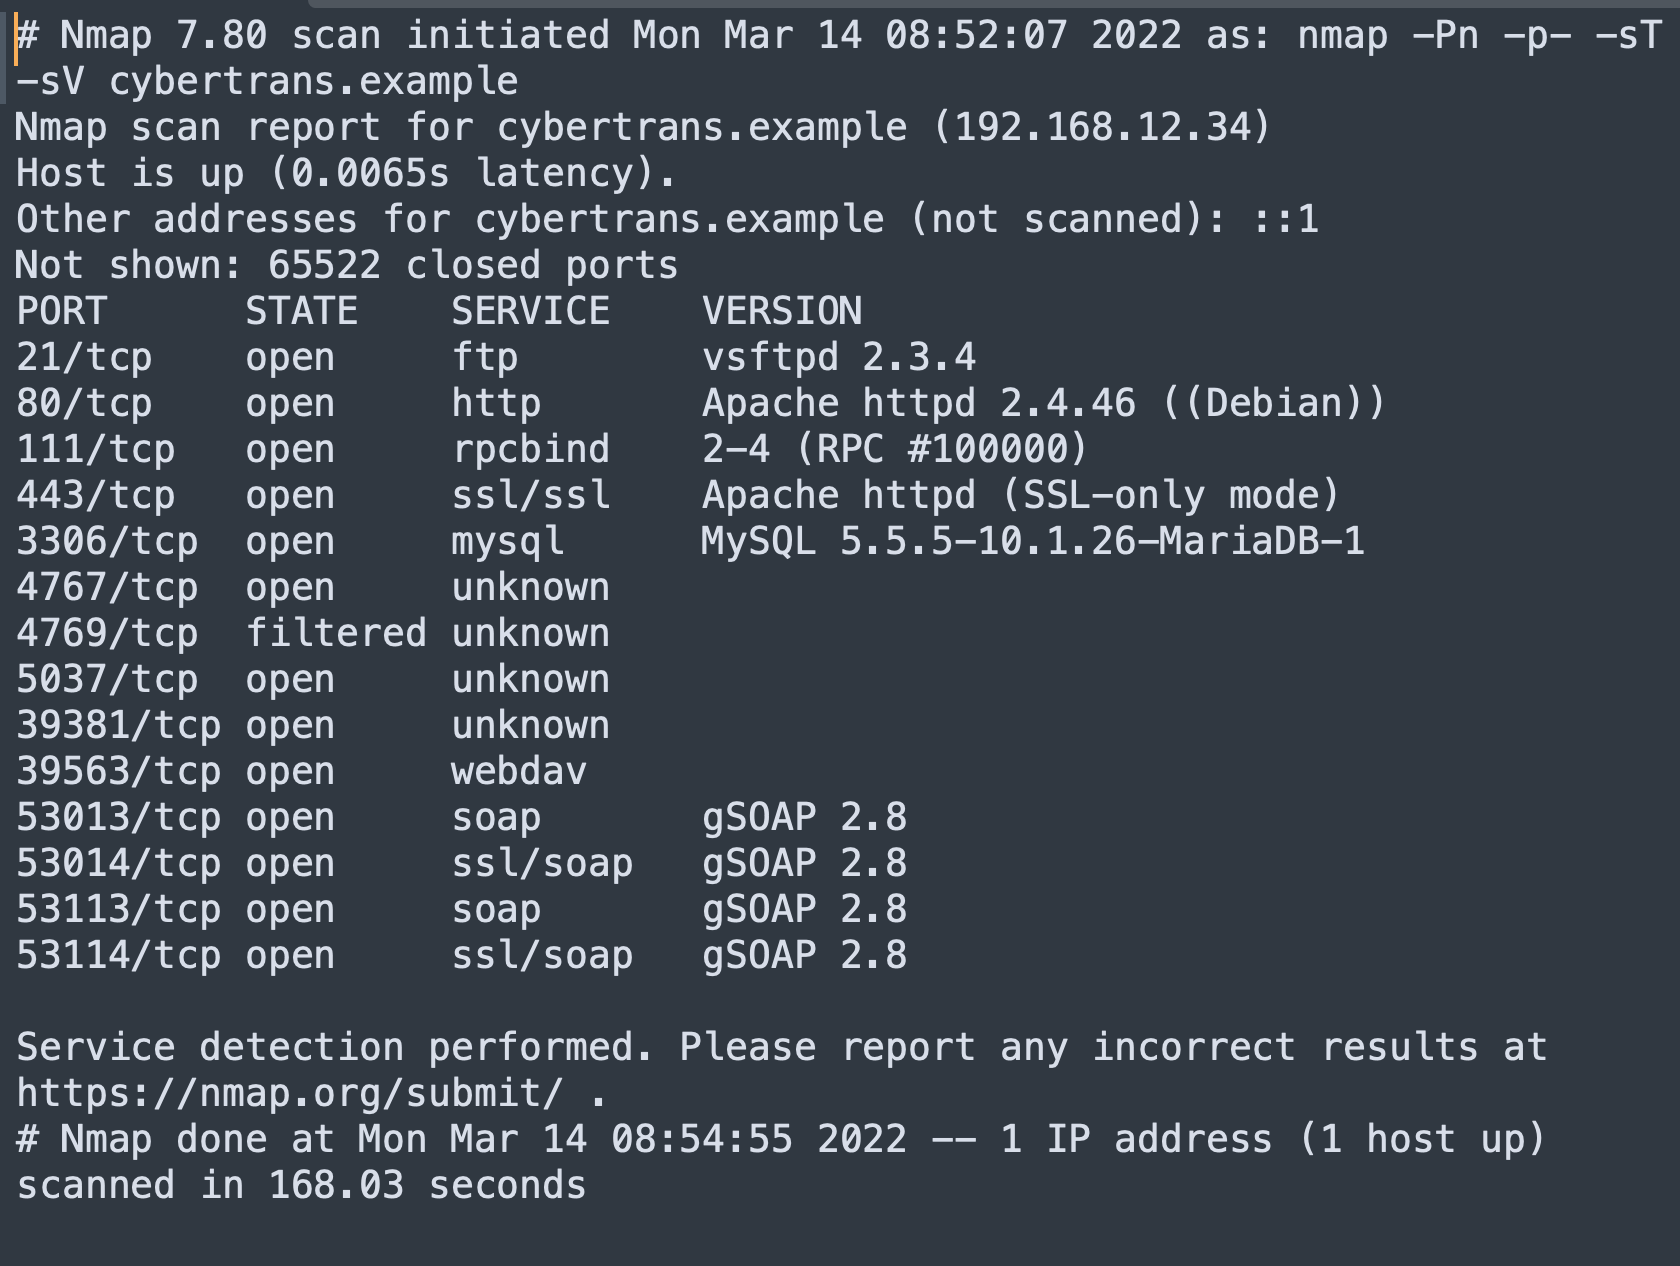 # Nmap 7.80 scan initiated Mon Mar 14 08:52:07 2022 as: nmap -Pn -p- -sT
-sV cybertrans.example
Nmap scan report for cybertrans.example (192.168.12.34)
Host is up (0.0065s latency).
Other addresses for cybertrans.example (not scanned): ::1
Not shown: 65522 closed ports
PORT      STATE    SERVICE    VERSION
21/tcp    open     ftp        vsftpd 2.3.4
80/tcp    open     http       Apache httpd 2.4.46 ((Debian))
111/tcp   open     rpcbind    2-4 (RPC #100000)
443/tcp   open     ssl/ssl    Apache httpd (SSL-only mode)
3306/tcp  open     mysql      MySQL 5.5.5-10.1.26-MariaDB-1
4767/tcp  open     unknown
4769/tcp  filtered unknown
5037/tcp  open     unknown
39381/tcp open     unknown
39563/tcp open     webdav
53013/tcp open     soap       gSOAP 2.8
53014/tcp open     ssl/soap   gSOAP 2.8
53113/tcp open     soap       gSOAP 2.8
53114/tcp open     ssl/soap   gSOAP 2.8
Service detection performed. Please report any incorrect results at
https://nmap.org/submit/ .
# Nmap done at Mon Mar 14 08:54:55 2022 -- 1 IP address (1 host up)
scanned in 168.03 seconds